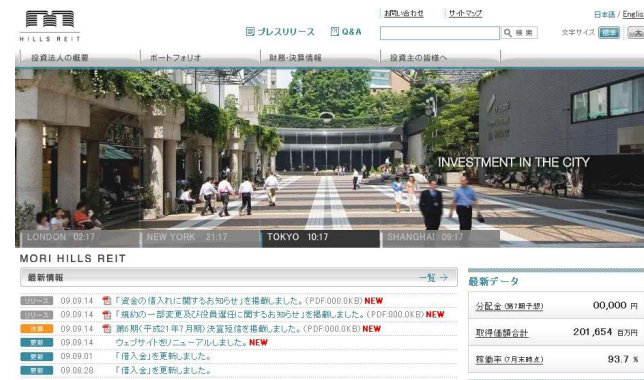 HILLS REIT
お問い合わせ サイトマップ
日本語 / Englis
プレスリリース Q&A 検索 文字サイズ 標準 大
投資法人の概要 ポートフォリオ 財務・決算情報 投資主の皆様へ
INVESTMENT IN THE CITY
LONDON 02:17 NEW YORK 21:17 TOKYO 10:17 SHANGHAI 09:17
MORI HILLS REIT
最新情報 一覧 →
リリース 09.09.14 「資金の借入れに関するお知らせ」を掲載しました。(PDF:000.0KB) NEW
リリース 09.09.14 「規約の一部変更及び役員選任に関するお知らせ」を掲載しました。(PDF:000.0KB) NEW
決算 09.09.14 第6期(平成21年7月期)決算短信を掲載しました。(PDF:000.0KB) NEW
更新 09.09.14 ウェブサイトをリニューアルしました。NEW
更新 09.09.01 「借入金」を更新しました。
更新 09.08.28 「借入金」を更新しました。
最新データ
分配金 (第7期予想) 00,000 円
取得価額合計 201,654 百万円
稼働率 (7月末時点) 93.7 %